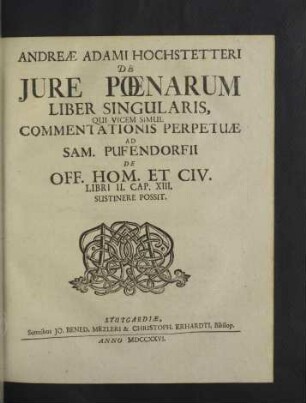 ANDREÆ ADAMI HOCHSTETTERI
DE
JURE PŒNARUM
LIBER SINGULARIS,
QUI VICEM SIMUL
COMMENTATIONIS PERPETUÆ
AD
SAM. PUFENDORFII
DE
OFF. HOM. ET CIV.
LIBRI II. CAP. XIII.
SUSTINERE POSSIT.
STUTGARDIÆ,
Sumtibus JO. BENED. MEZLERI & CHRISTOPH. ERHARDTI, Bibliop.
ANNO MDCCXXVI.